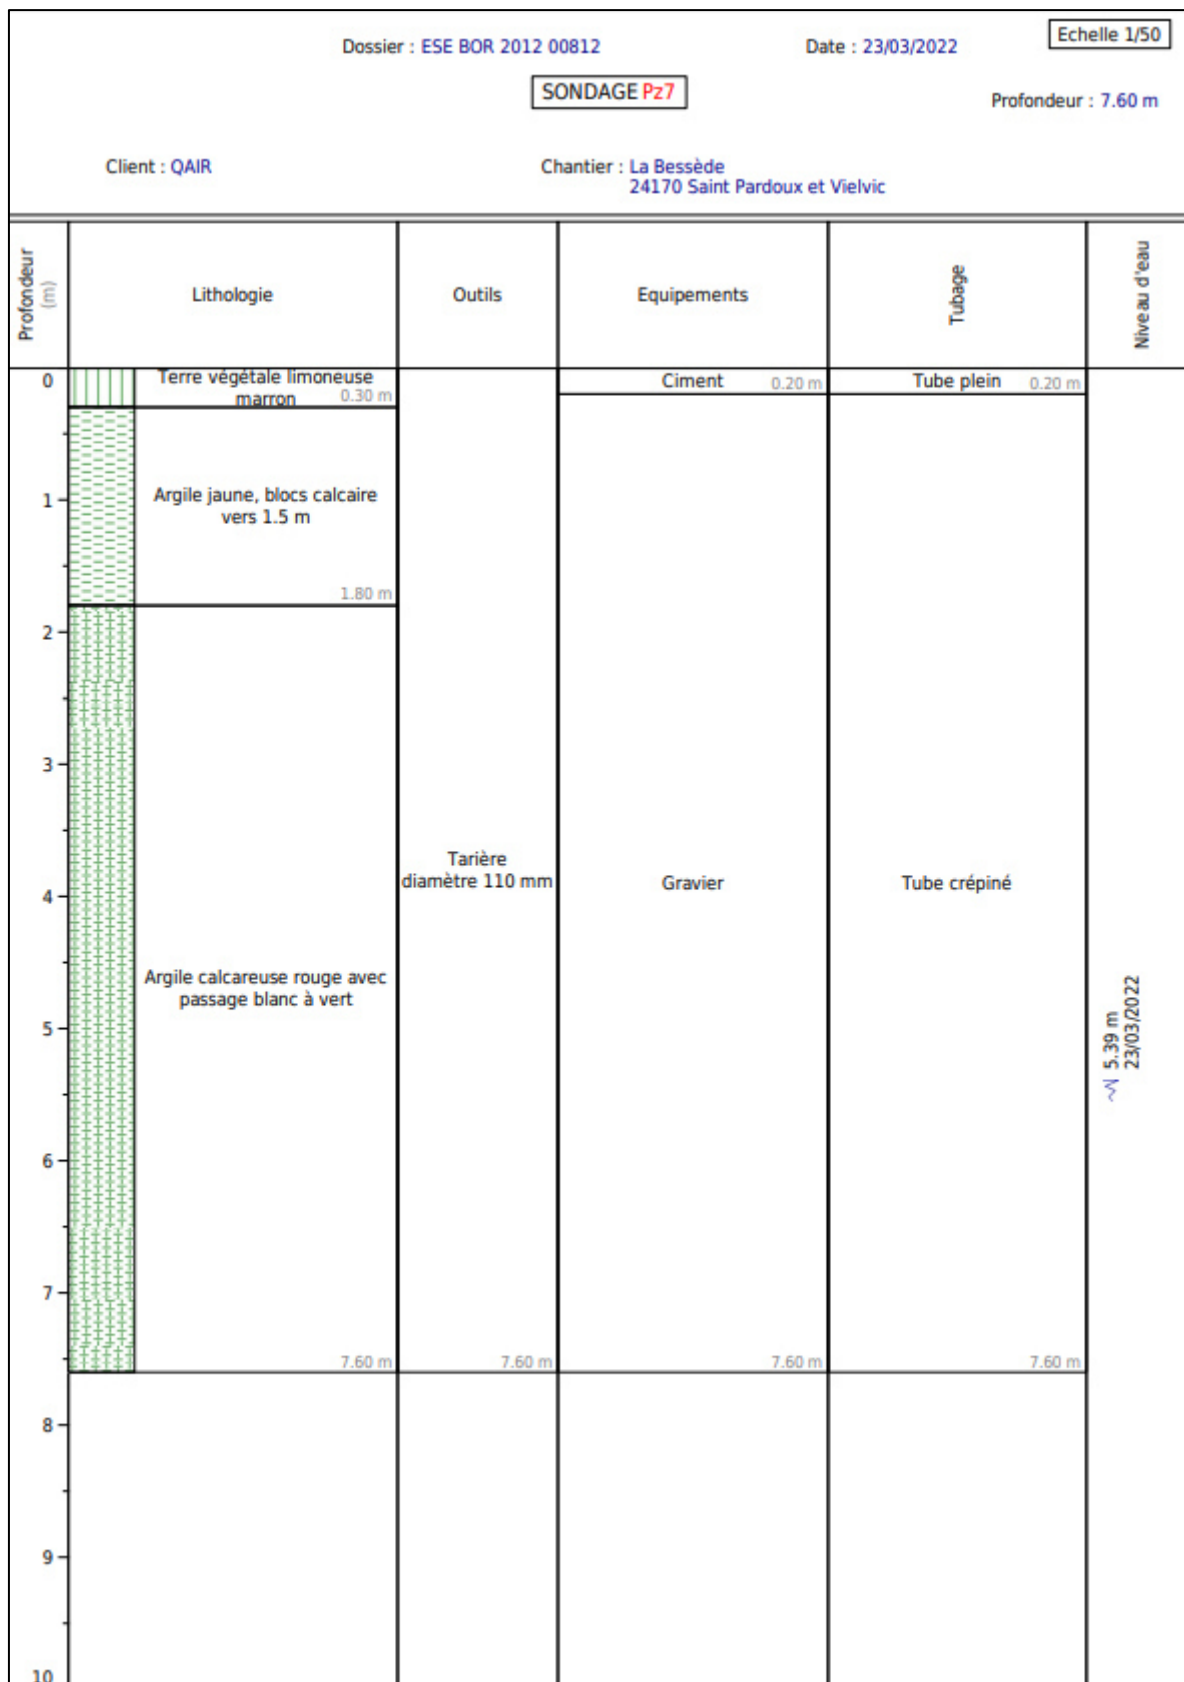 Dossier : ESE BOR 2012 00812
Date : 23/03/2022
Echelle 1/50
SONDAGE Pz7
Profondeur : 7.60 m
Client : QAIR
Chantier : La Bessède
24170 Saint Pardoux et Vielvic
Profondeur
(m)
Lithologie
Outils
Equipements
Tubage
Niveau d'eau
0
Terre végétale limoneuse
marron
0.30 m
Ciment
0.20 m
Tube plein
0.20 m
1
Argile jaune, blocs calcaire
vers 1.5 m
1.80 m
2
3
Tarière
diamètre 110 mm
Gravier
Tube crépiné
4
Argile calcareuse rouge avec
passage blanc à vert
5
5.39 m
23/03/2022
6
7
7.60 m
7.60 m
7.60 m
7.60 m
8
9
10